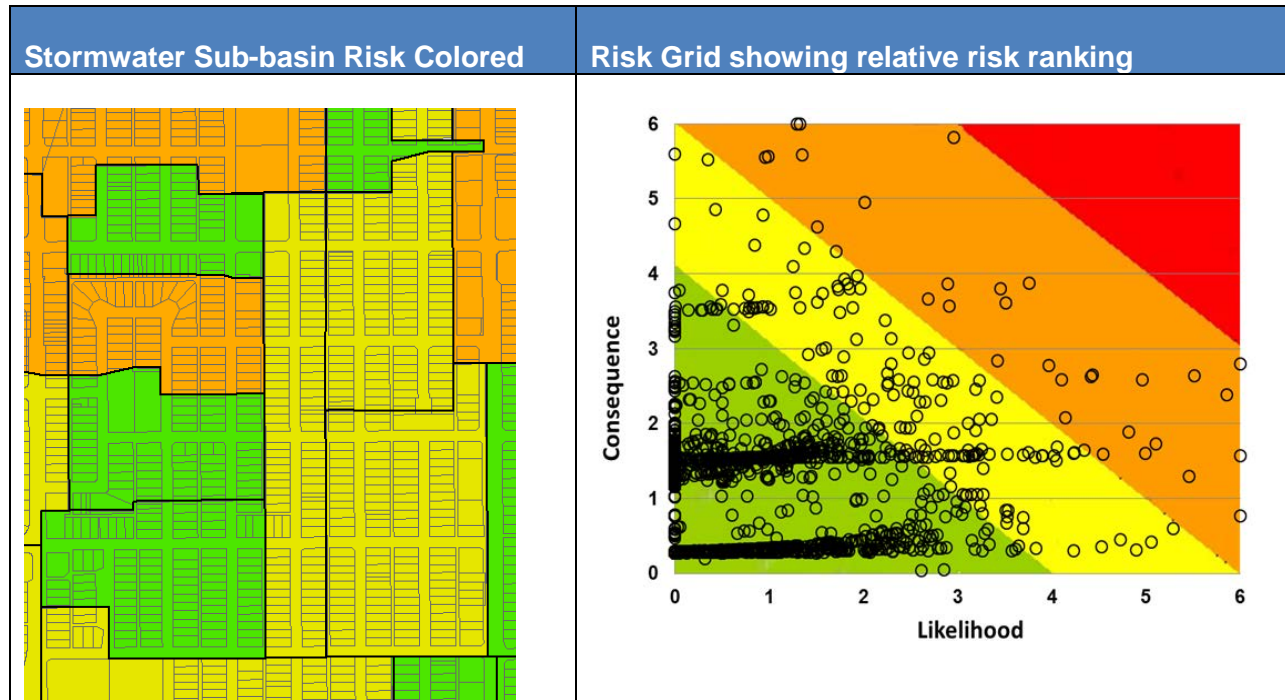 Stormwater Sub-basin Risk Colored
Risk Grid showing relative risk ranking
6
5
4
3
2
1
0
Consequence
0 1 2 3 4 5 6
Likelihood